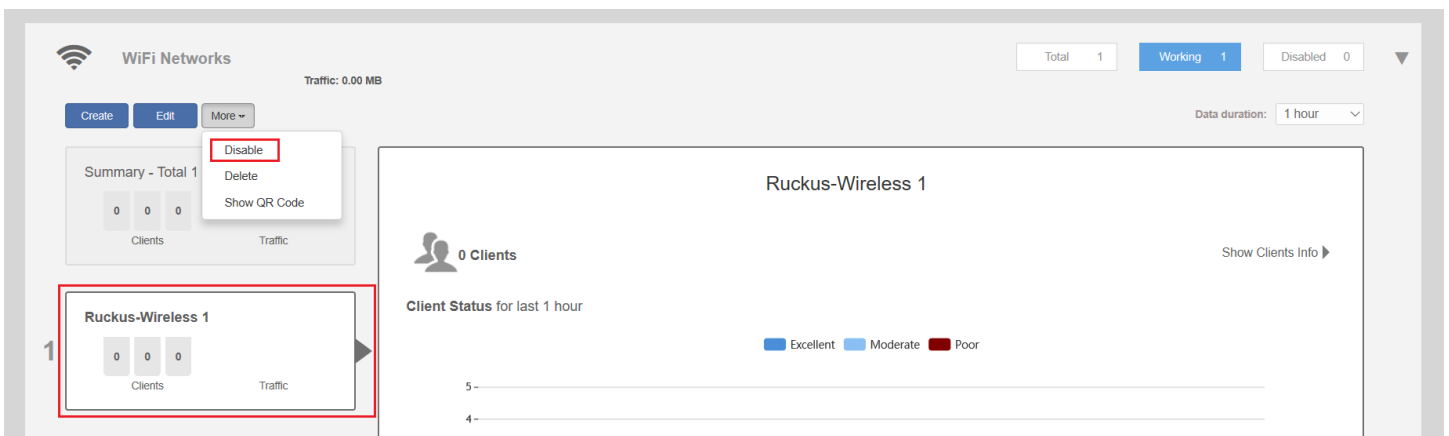 WiFi Networks
Traffic: 0.00 MB
Total 1
Working 1
Disabled 0
Create
Edit
More
Data duration: 1 hour
Disable
Delete
Show QR Code
Summary - Total 1
0 0 0
Clients
Traffic
1
Ruckus-Wireless 1
0 0 0
Clients
Traffic
Ruckus-Wireless 1
0 Clients
Show Clients Info
Client Status for last 1 hour
Excellent
Moderate
Poor
5
4